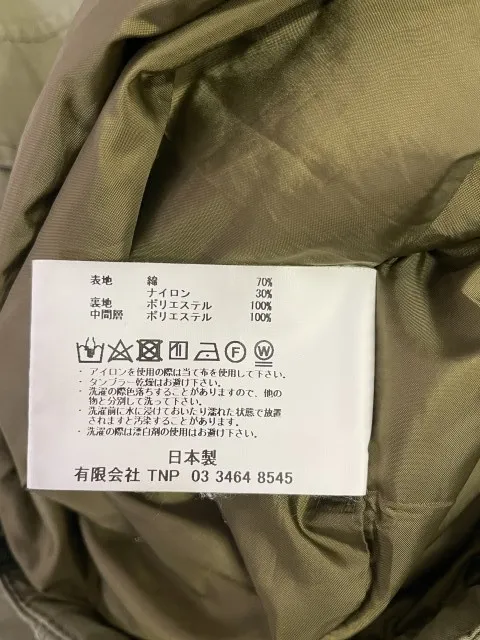 表地 綿 70%
ナイロン 30%
裏地 ポリエステル 100%
中間層 ポリエステル 100%
F W
・アイロンを使用の際は当て布を使用して下さい。
・タンブラー乾燥はお避け下さい。
・洗濯の際色落ちすることがありますので、他の
物と分別して洗って下さい。
・洗濯前に水に浸けておいたり濡れた状態で放置
されますと汚染することがあります。
・洗濯の際は漂白剤の使用はお避け下さい。
日本製
有限会社 TNP 03 3464 8545